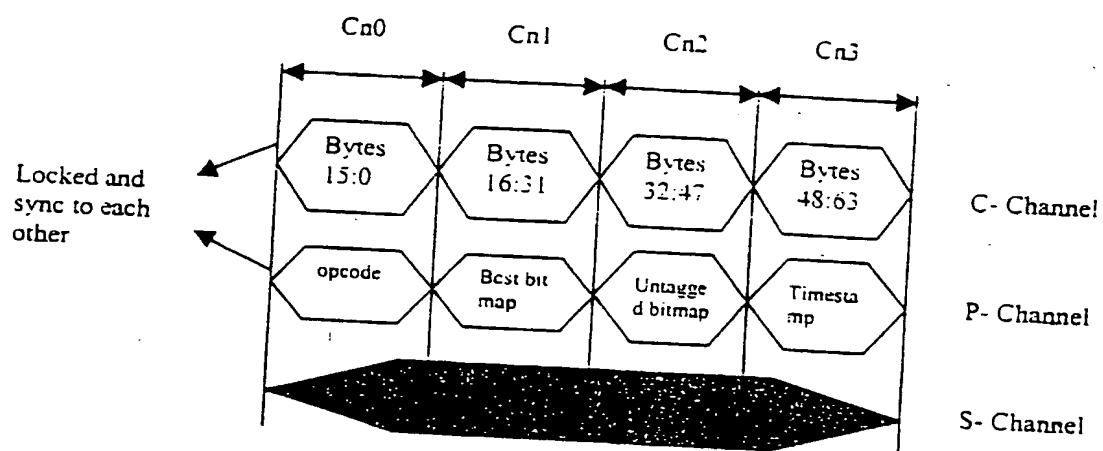 Cn0 Cn1 Cn2 Cn3
Locked and
sync to each
other
Bytes
15:0
Bytes
16:31
Bytes
32:47
Bytes
48:63
C- Channel
opcode
Best bit
map
Untagge
d bitmap
Timesta
mp
P- Channel
S- Channel